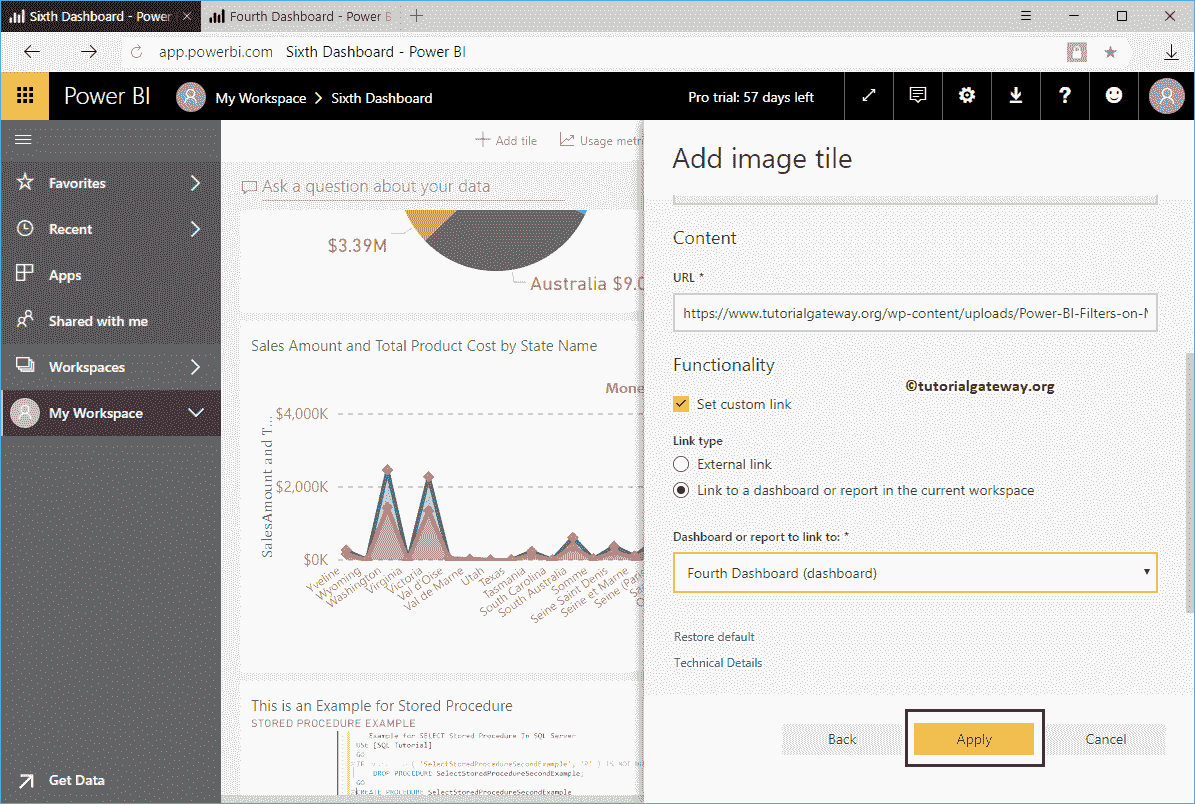 Sixth Dashboard - Power
Fourth Dashboard - Power B
app.powerbi.com Sixth Dashboard - Power BI
Power BI
My Workspace > Sixth Dashboard
Pro trial: 57 days left
Favorites
Recent
Apps
Shared with me
Workspaces
My Workspace
Get Data
Add tile
Usage metri
Ask a question about your data
$3.39M
Australia $9.0
Sales Amount and Total Product Cost by State Name
Mone
SalesAmount and T...
$4,000K
$2,000K
$0K
Yveline
Wyoming
Washington
Virginia
Victoria
Val d'Oise
Val de Marne
Utah
Texas
Tasmania
South Carolina
South Australia
Somme
Seine Saint Denis
Seine et Marne
Seine (Paris
This is an Example for Stored Procedure
STORED PROCEDURE EXAMPLE
Example for SELECT Stored Procedure In SQL Server
USE [SQL Tutorial]
GO
( 'SelectStoredProcedureSecondExample', 'P' ) IS NOT
DROP PROCEDURE SelectStoredProcedureSecondExample;
GO
CREATE PROCEDURE SelectStoredProcedureSecondExample
Add image tile
Content
URL *
https://www.tutorialgateway.org/wp-content/uploads/Power-BI-Filters-on-
Functionality
©tutorialgateway.org
Set custom link
Link type
External link
Link to a dashboard or report in the current workspace
Dashboard or report to link to: *
Fourth Dashboard (dashboard)
Restore default
Technical Details
Back
Apply
Cancel